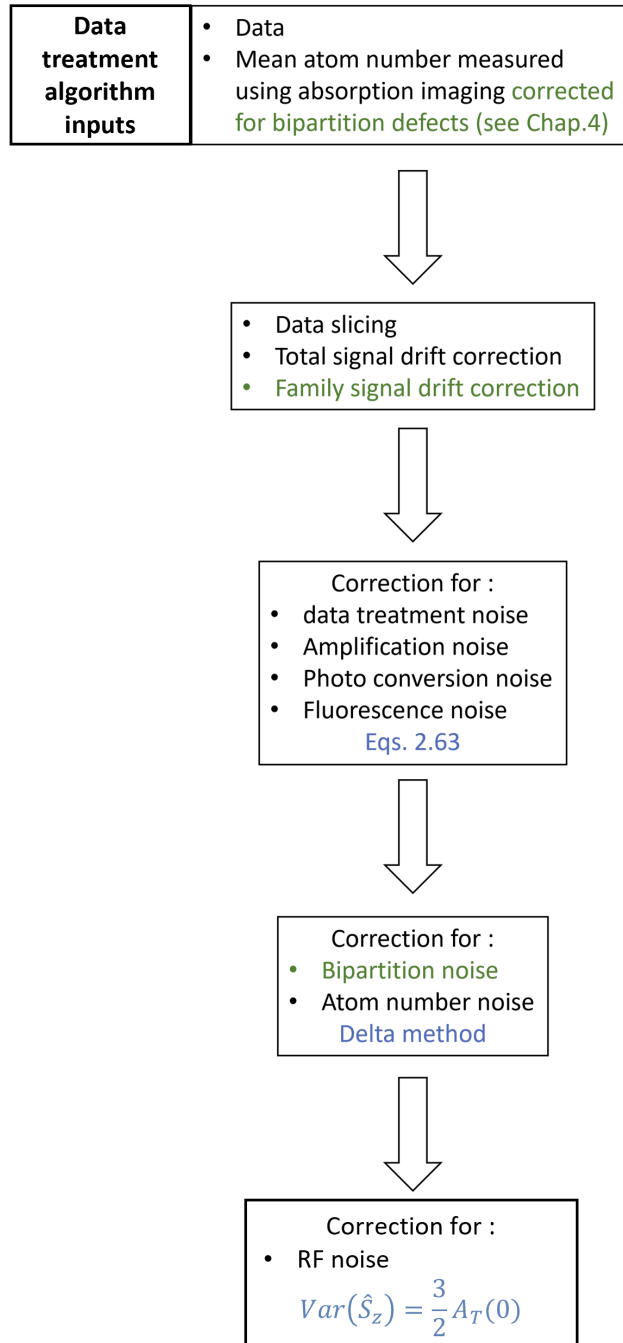 Data
treatment
algorithm
inputs
• Data
• Mean atom number measured
using absorption imaging corrected
for bipartition defects (see Chap.4)
• Data slicing
• Total signal drift correction
• Family signal drift correction
Correction for :
• data treatment noise
• Amplification noise
• Photo conversion noise
• Fluorescence noise
Eqs. 2.63
Correction for :
• Bipartition noise
• Atom number noise
Delta method
Correction for :
• RF noise
Var(Ŝ_z) = 3/2 A_T(0)